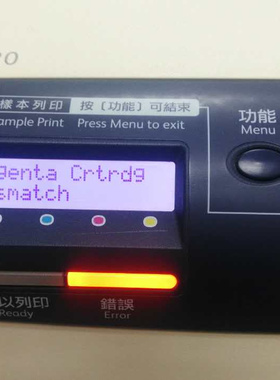 樣本列印 按〔功能〕可結束
ample Print Press Menu to exit
功能
Menu
genta Crtrdg
smatch
以列印
Ready
錯誤
Error